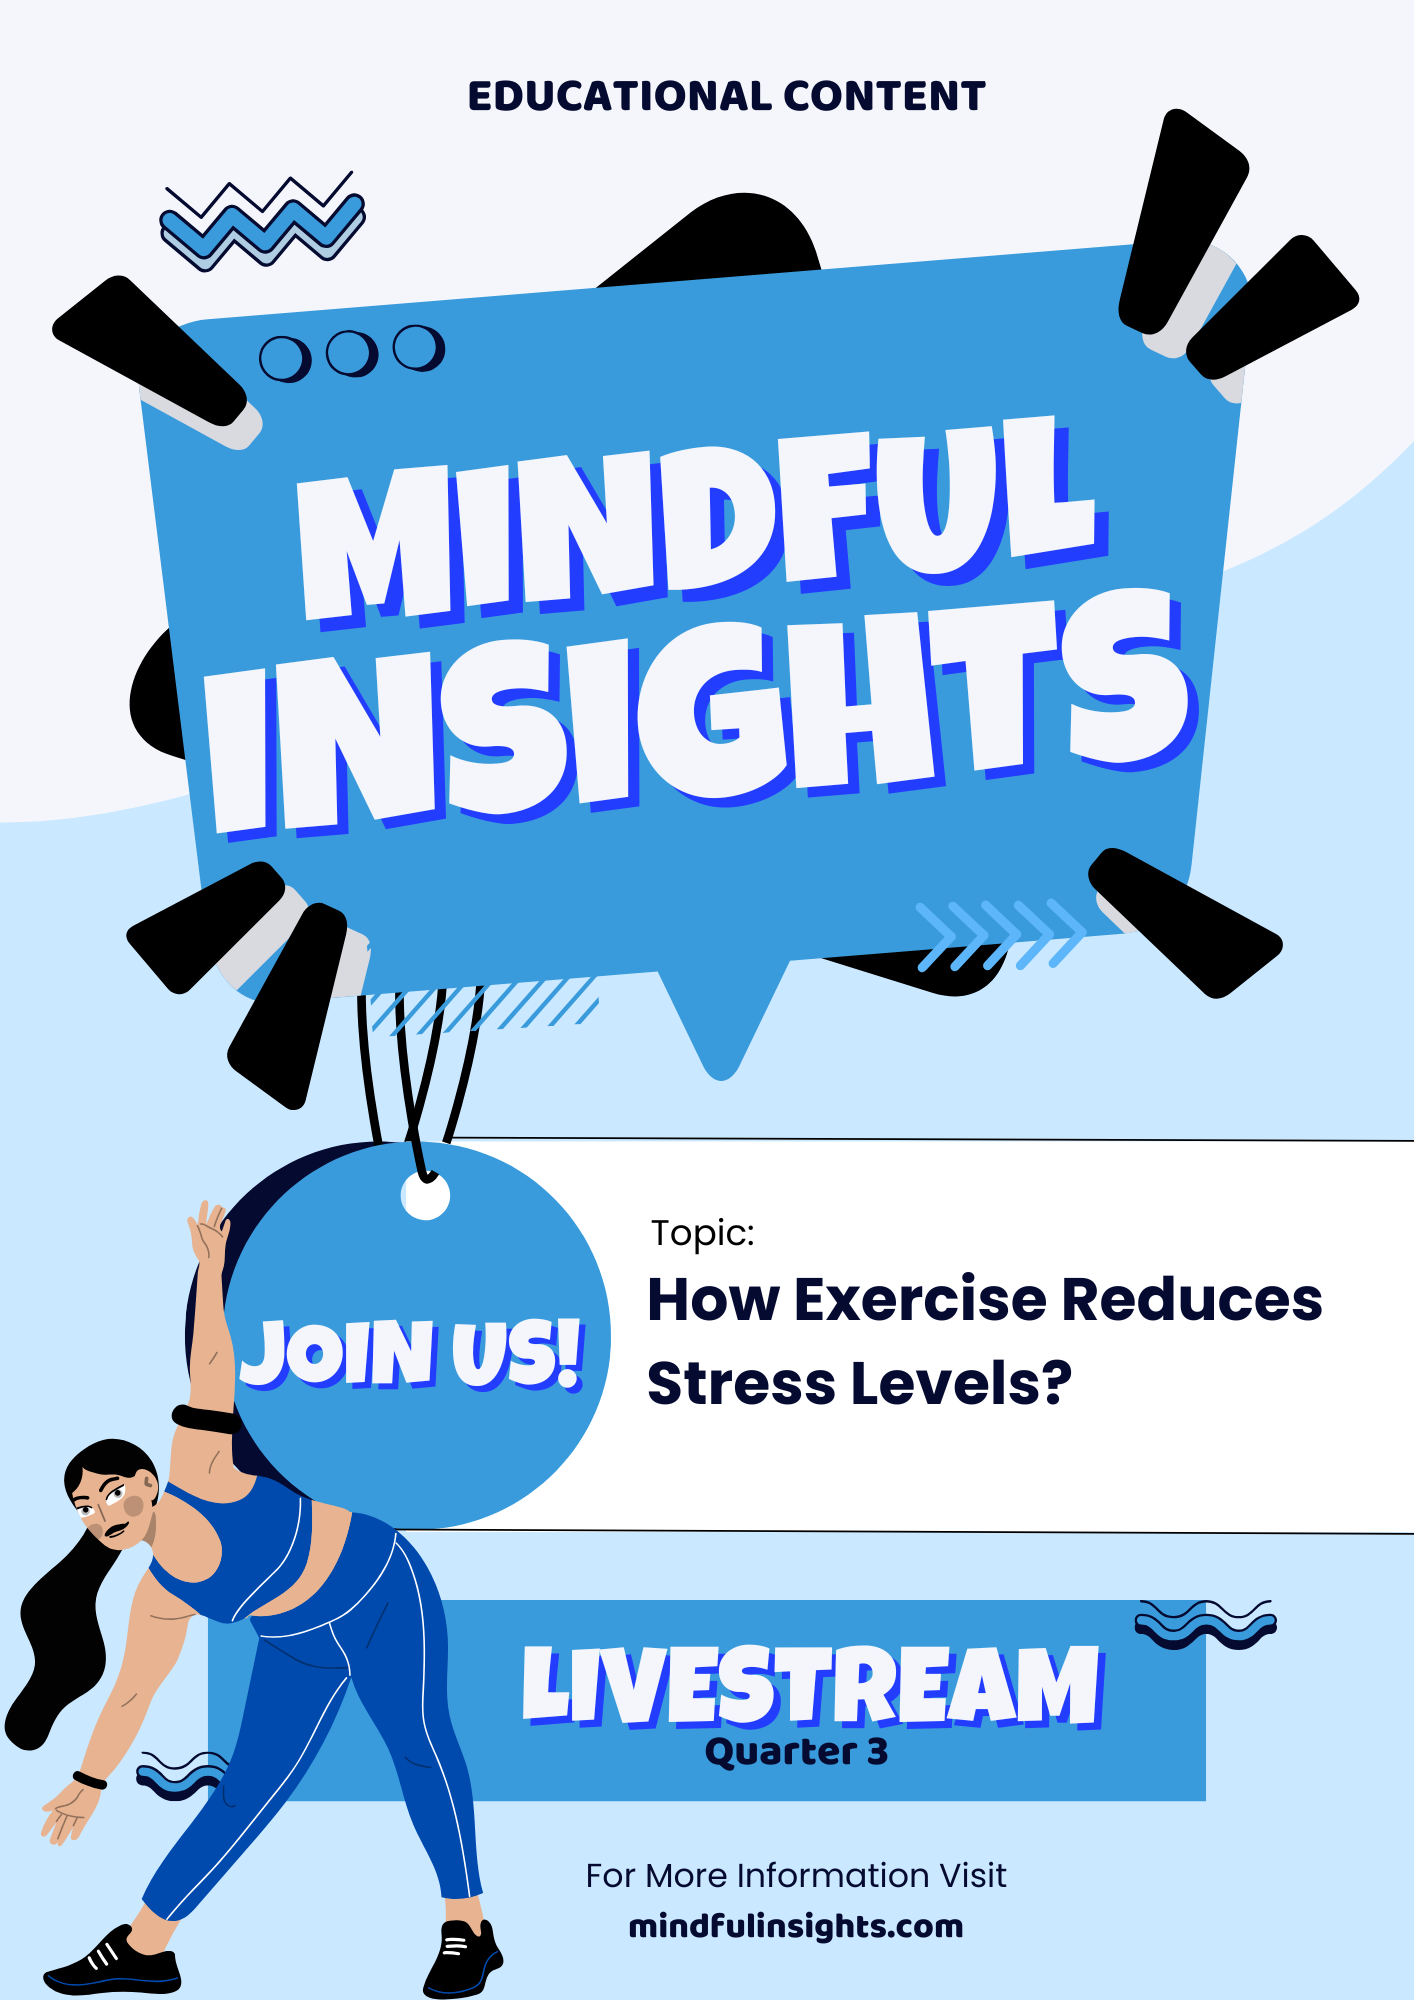 EDUCATIONAL CONTENT
MINDFUL
INSIGHTS
JOIN US!
Topic:
How Exercise Reduces
Stress Levels?
LIVESTREAM
Quarter 3
For More Information Visit
mindfulinsights.com